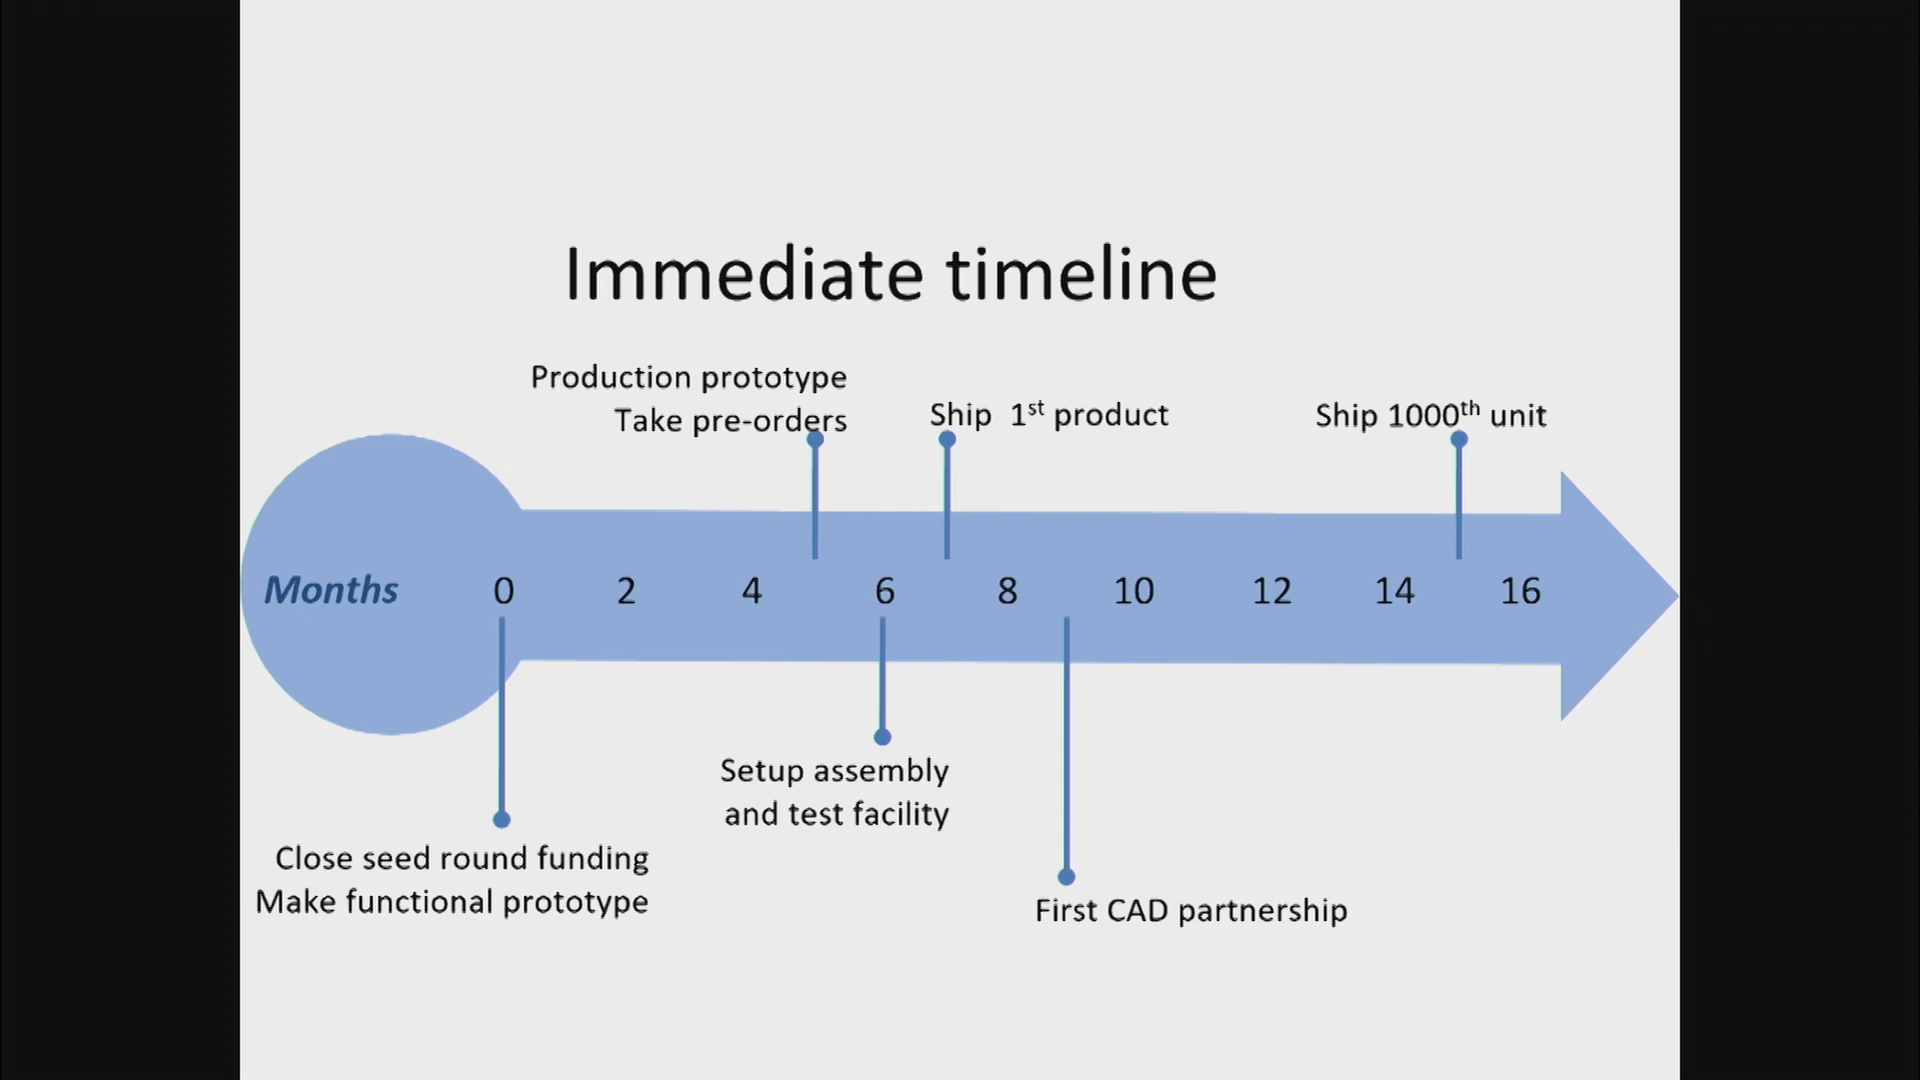 Immediate timeline
Production prototype
Take pre-orders
Ship 1st product
Ship 1000th unit
Months 0 2 4 6 8 10 12 14 16
Setup assembly
and test facility
Close seed round funding
Make functional prototype
First CAD partnership